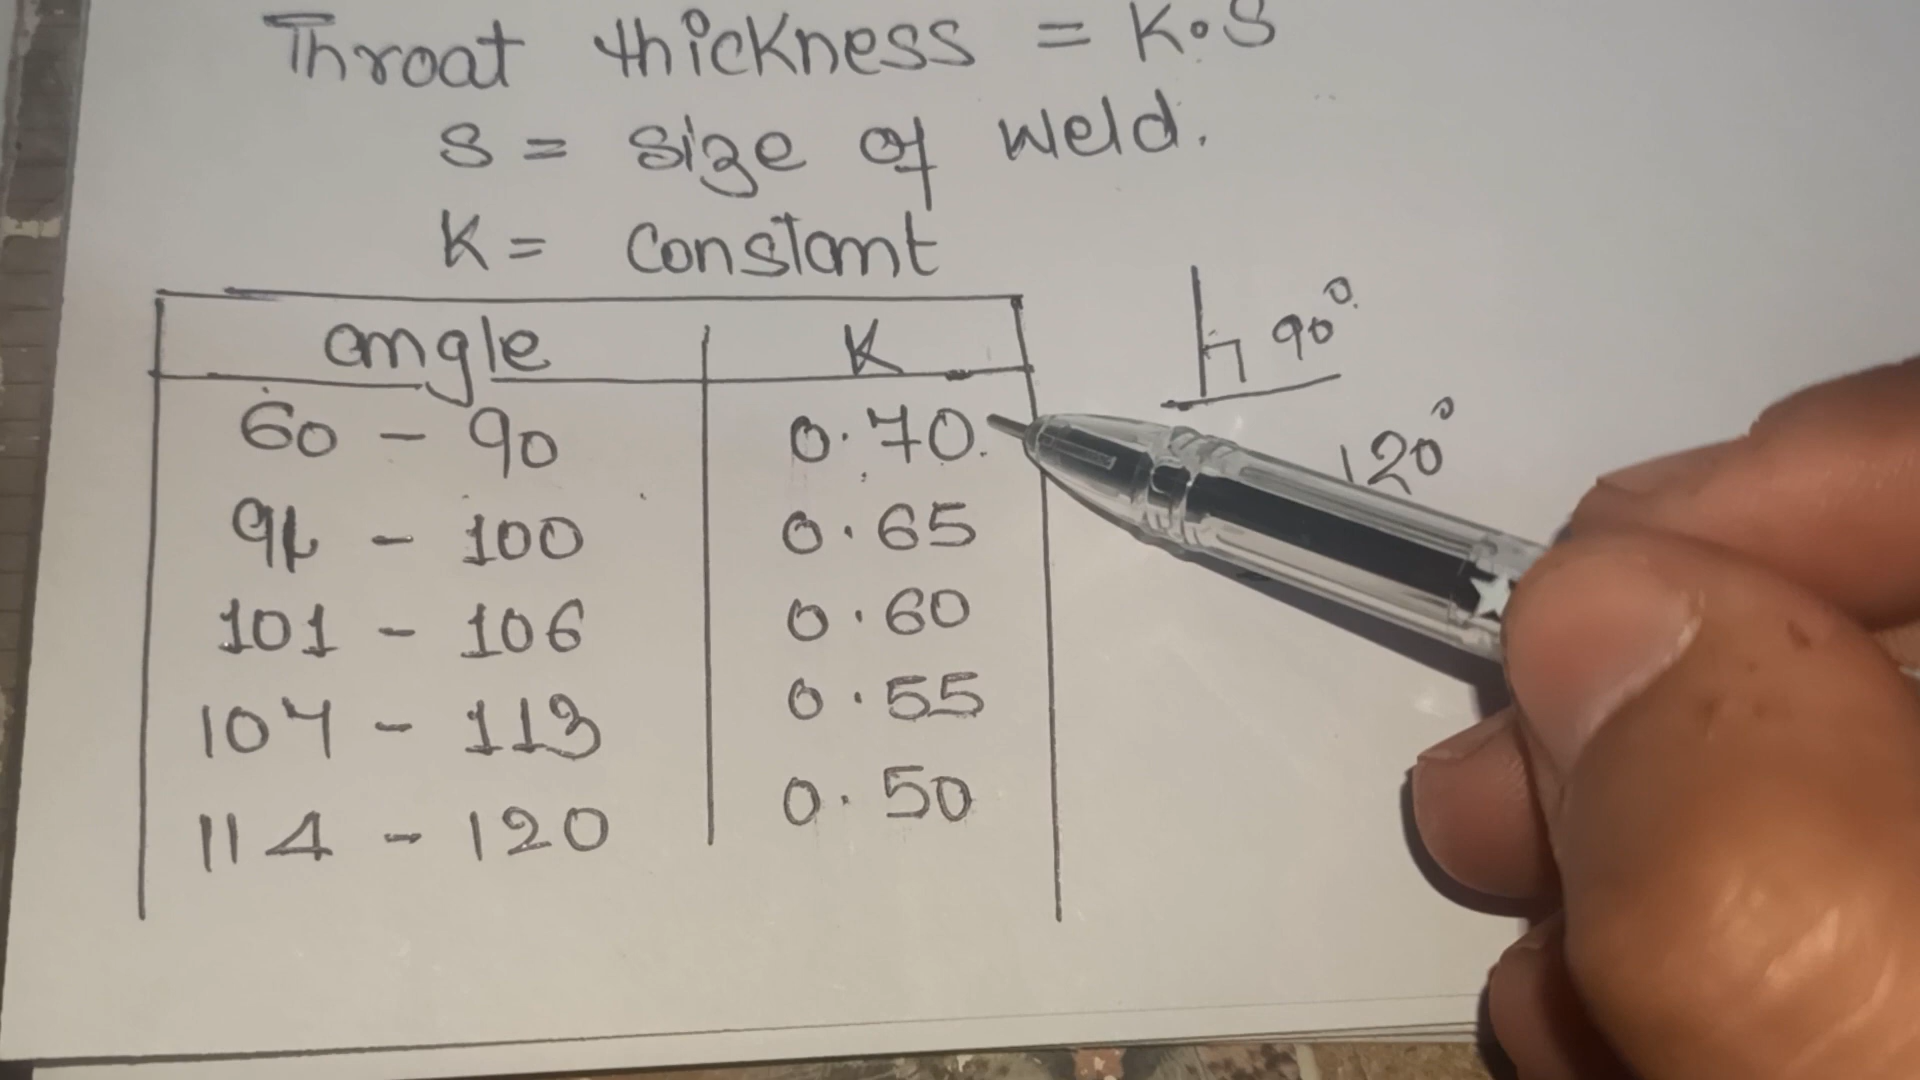 Throat thickness = K.S
S = size of weld.
K = constant
angle K
90°
60 - 90 0.70
120°
91 - 100 0.65
101 - 106 0.60
107 - 113 0.55
114 - 120 0.50